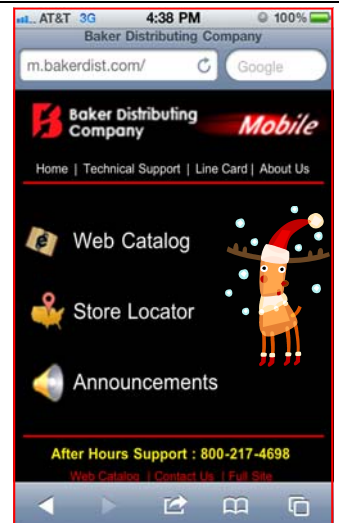 AT&T 3G 4:38 PM 100%
Baker Distributing Company
m.bakerdist.com/ Google
Baker Distributing
Company
Mobile
Home | Technical Support | Line Card | About Us
Web Catalog
Store Locator
Announcements
After Hours Support : 800-217-4698
Web Catalog | Contact Us | Full Site